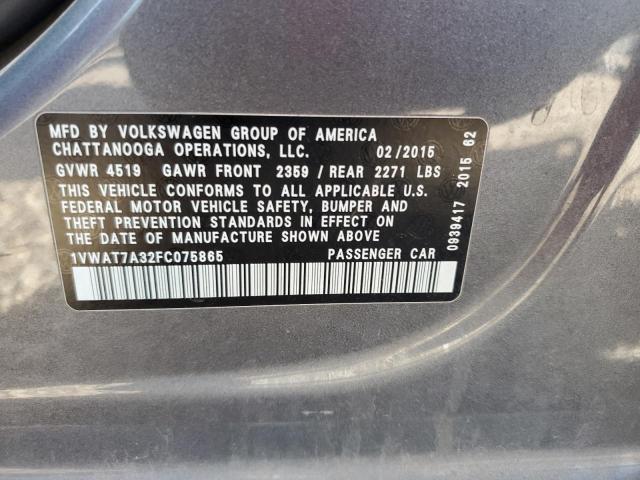 MFD BY VOLKSWAGEN GROUP OF AMERICA
CHATTANOOGA OPERATIONS, LLC. 02/2015
GVWR 4519 GAWR FRONT 2359 / REAR 2271 LBS
THIS VEHICLE CONFORMS TO ALL APPLICABLE U.S.
FEDERAL MOTOR VEHICLE SAFETY, BUMPER AND
THEFT PREVENTION STANDARDS IN EFFECT ON
THE DATE OF MANUFACTURE SHOWN ABOVE
1VWAT7A32FC075865 PASSENGER CAR
0939417 2015 62